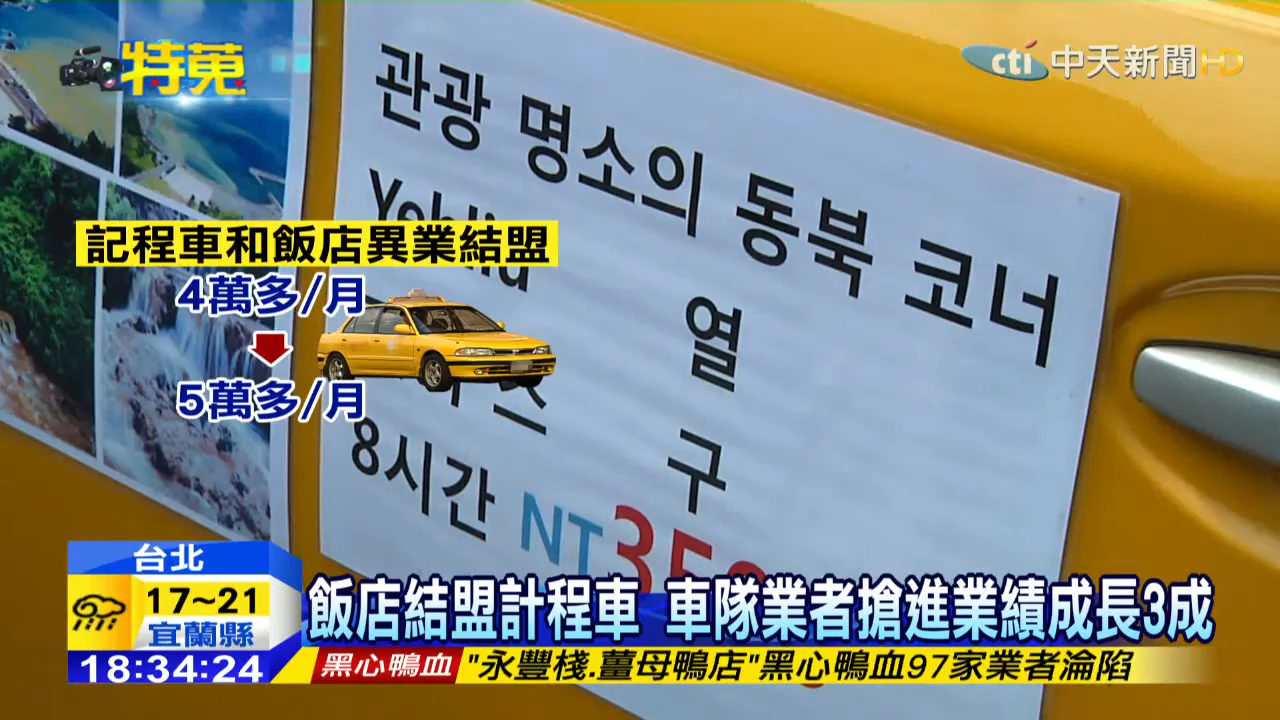 特蒐
cti 中天新聞HD
관광 명소의 동북 코너
열
구
8시간 NT35
記程車和飯店異業結盟
4萬多/月
5萬多/月
台北
17~21
宜蘭縣
18:34:24
飯店結盟計程車 車隊業者搶進業績成長3成
黑心鴨血 "永豐棧.薑母鴨店"黑心鴨血97家業者淪陷